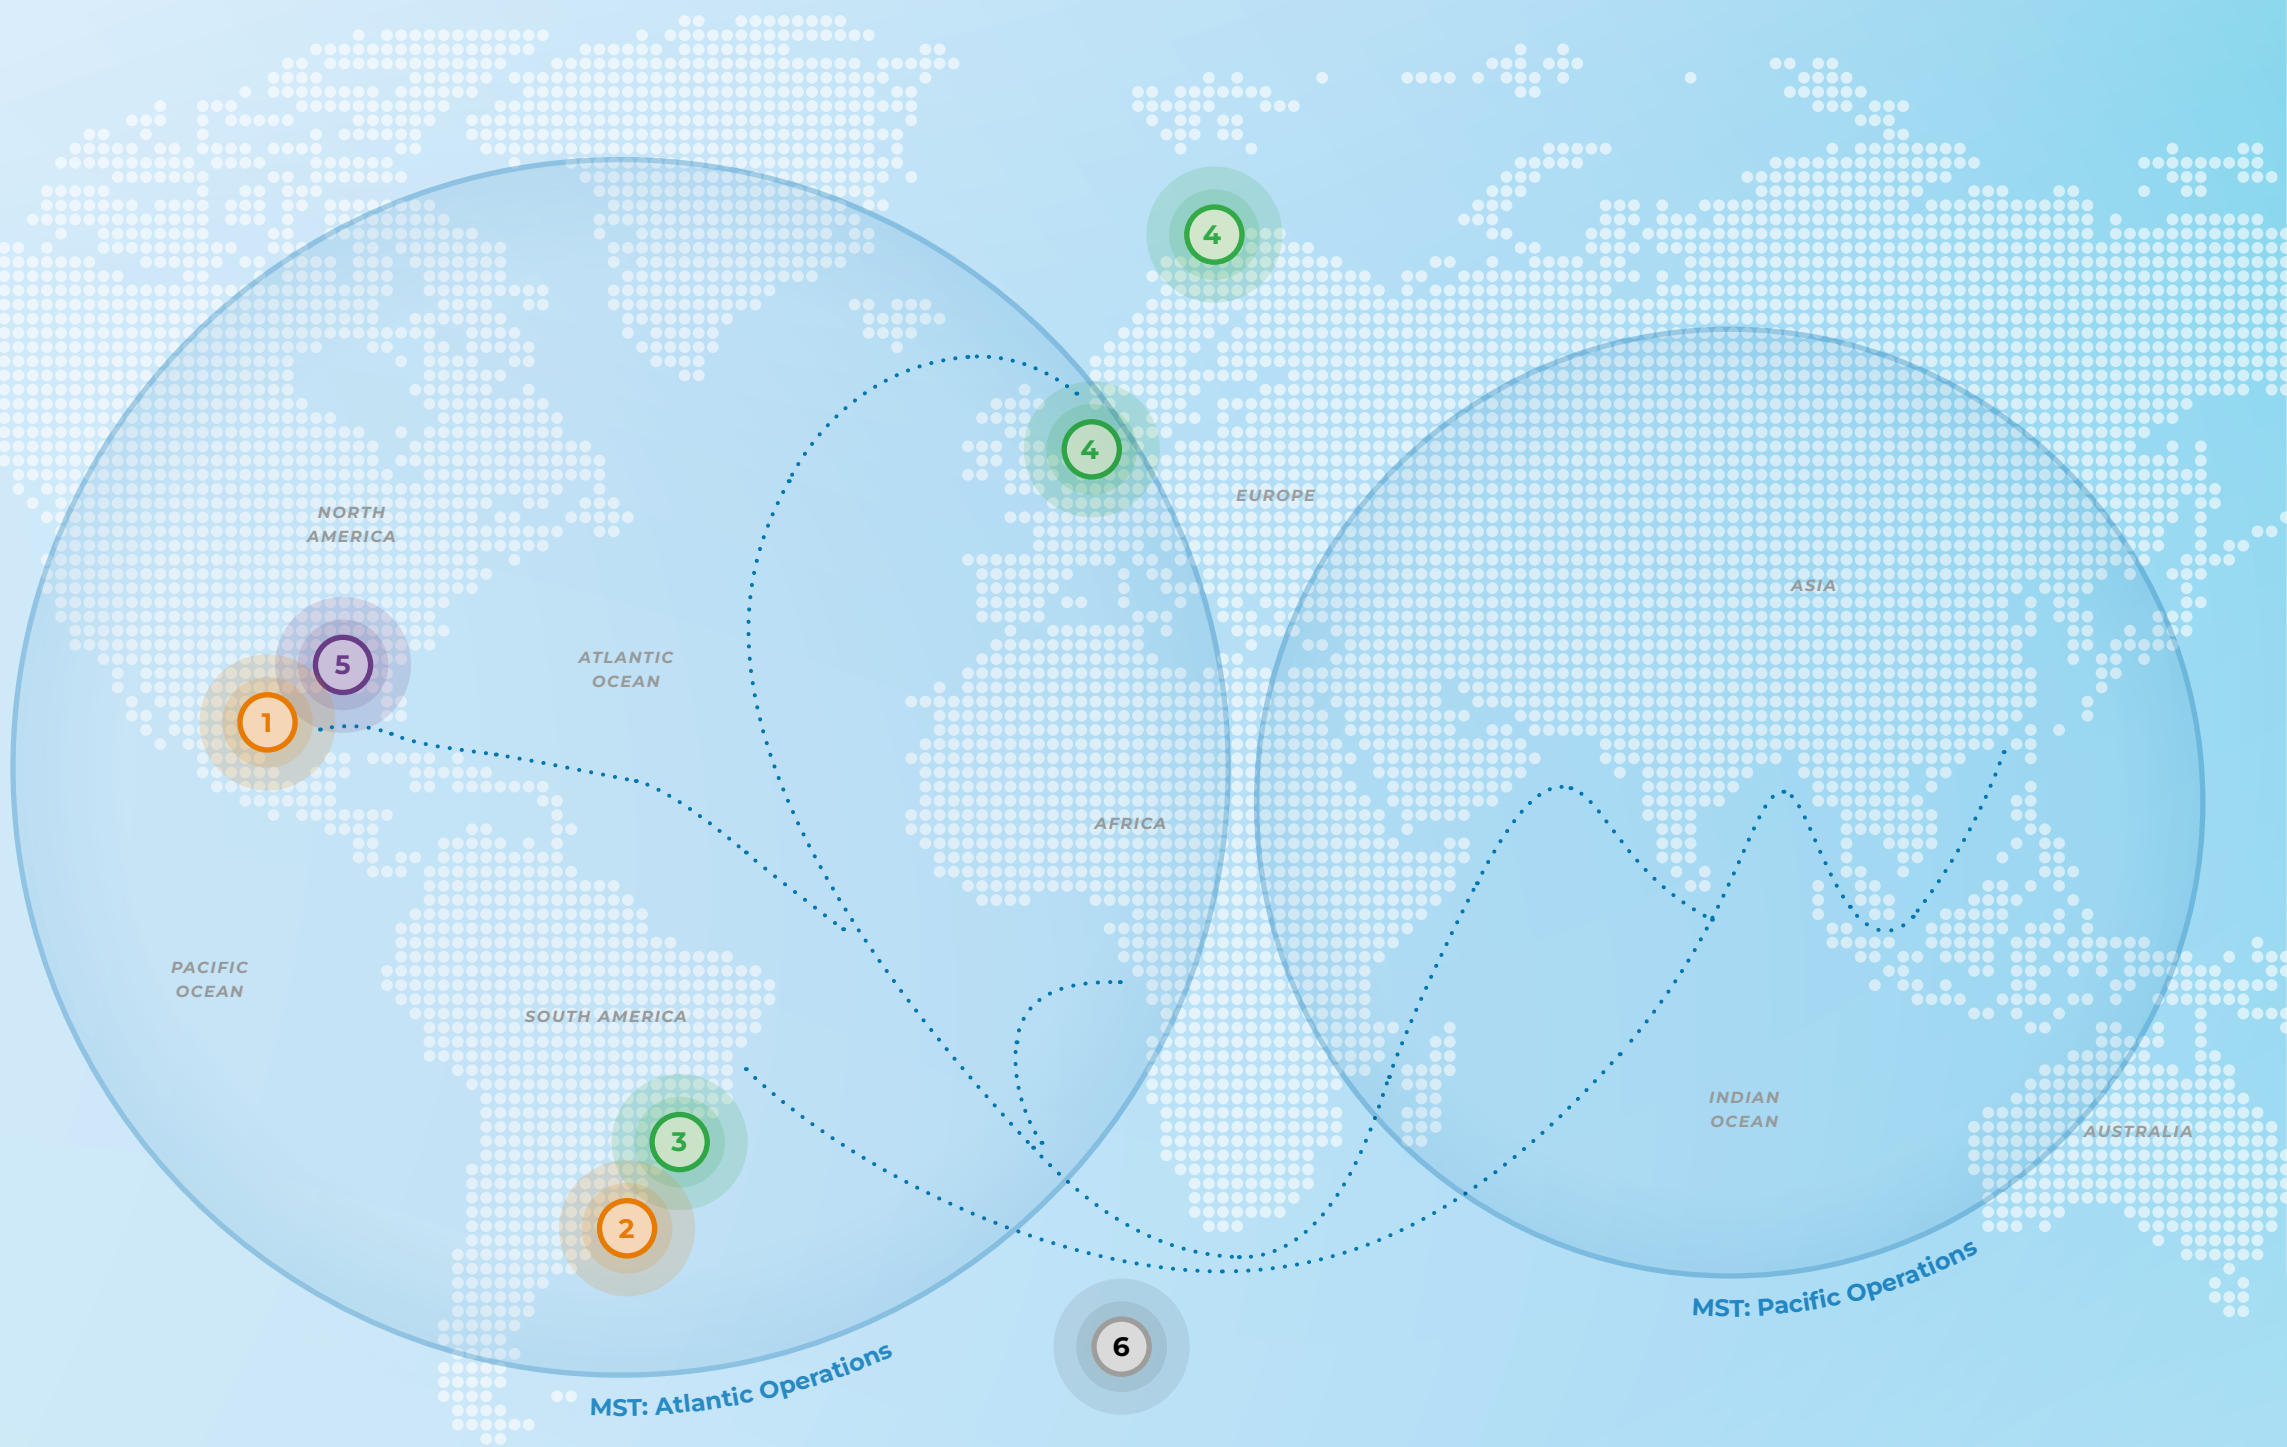 4
4
EUROPE
NORTH
AMERICA
ASIA
5
ATLANTIC
OCEAN
1
AFRICA
PACIFIC
OCEAN
SOUTH AMERICA
INDIAN
OCEAN
AUSTRALIA
3
2
MST: Pacific Operations
6
MST: Atlantic Operations